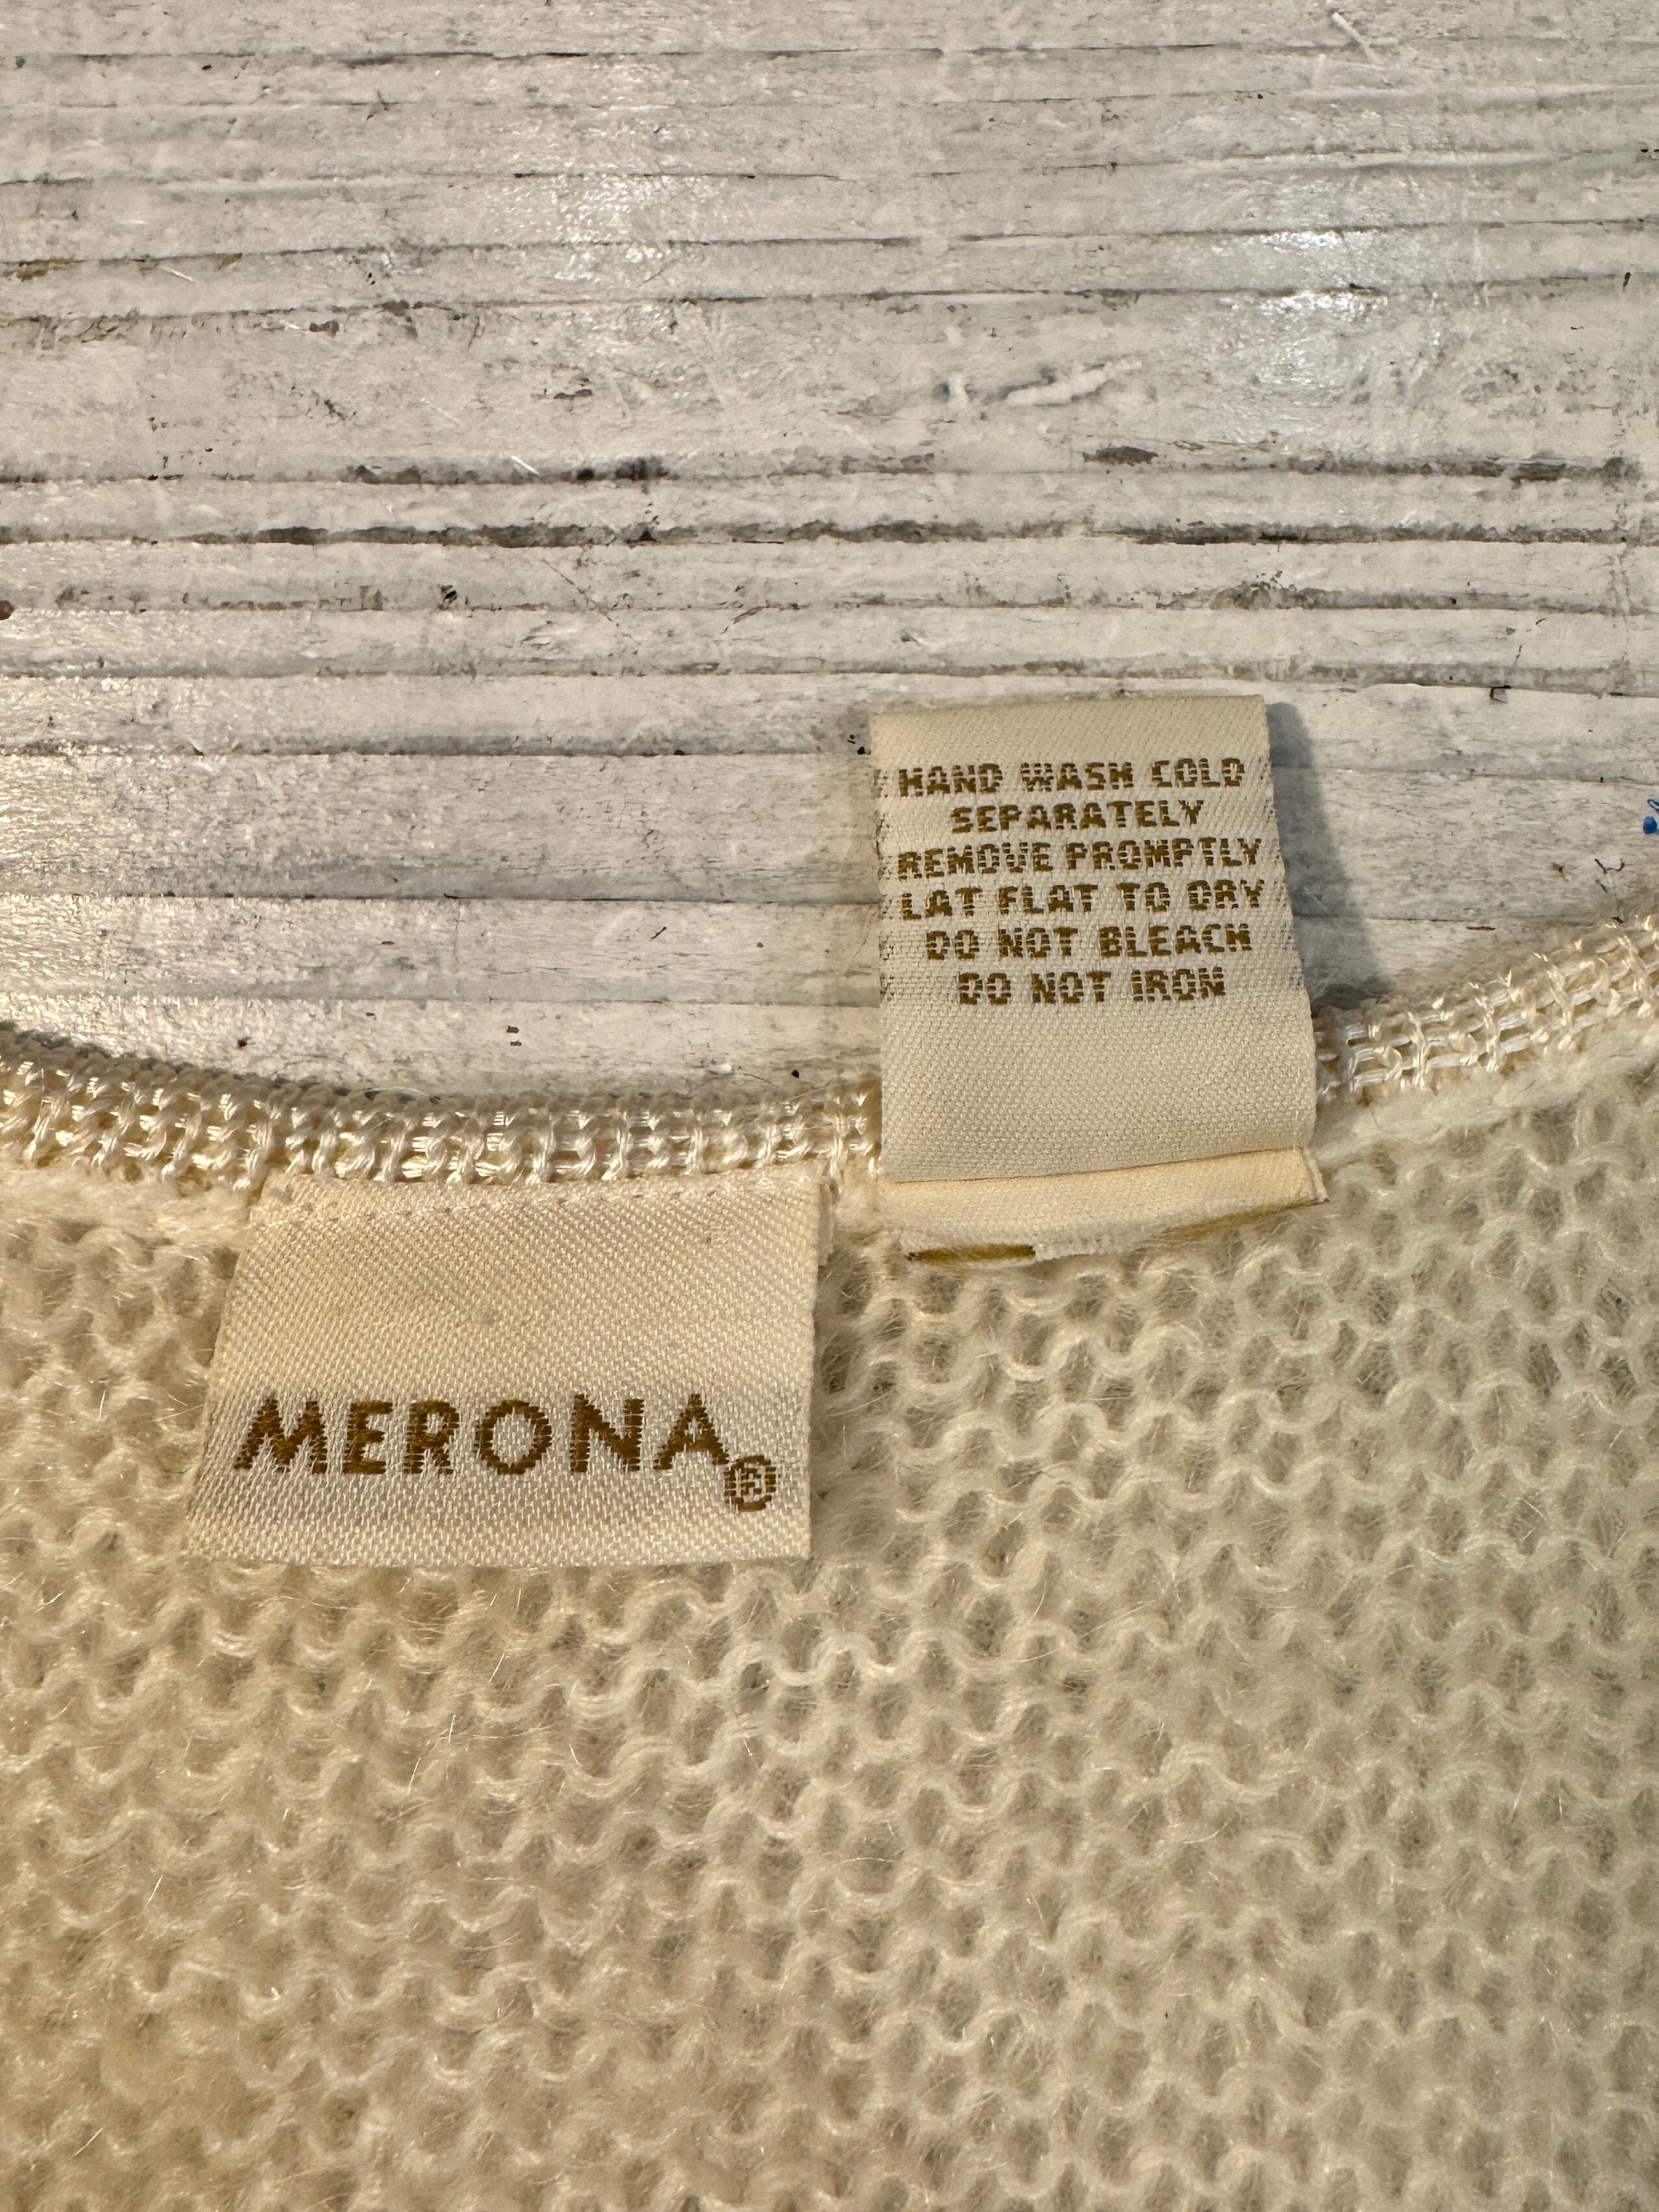 HAND WASH COLD
SEPARATELY
REMOVE PROMPTLY
LAT FLAT TO DRY
DO NOT BLEACH
DO NOT IRON
MERONA®